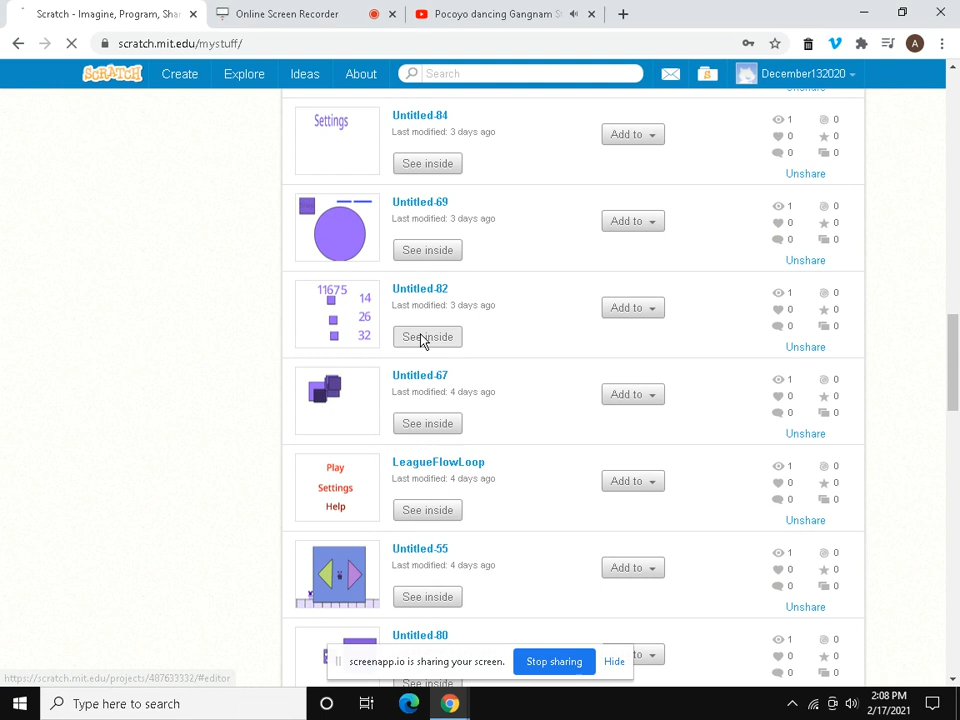 Scratch - Imagine, Program, Sha
Online Screen Recorder
Pocoyo dancing Gangnam S
scratch.mit.edu/mystuff/
A
SCRATCH
Create
Explore
Ideas
About
Search
S
December132020
Unshare
Settings
Untitled-84
Last modified: 3 days ago
See inside
Add to
1
0
0
0
0
0
Unshare
Untitled-69
Last modified: 3 days ago
See inside
Add to
1
0
0
0
0
0
Unshare
11675
14
26
32
Untitled-82
Last modified: 3 days ago
See inside
Add to
1
0
0
0
0
0
Unshare
Untitled-67
Last modified: 4 days ago
See inside
Add to
1
0
0
0
0
0
Unshare
Play
Settings
Help
LeagueFlowLoop
Last modified: 4 days ago
See inside
Add to
1
0
0
0
0
0
Unshare
Untitled-55
Last modified: 4 days ago
See inside
Add to
1
0
0
0
0
0
Unshare
Untitled-80
to
1
0
0
0
0
0
See inside
Unshare
screenapp.io is sharing your screen.
Stop sharing
Hide
https://scratch.mit.edu/projects/487633332/#editor
Type here to search
2:08 PM
2/17/2021